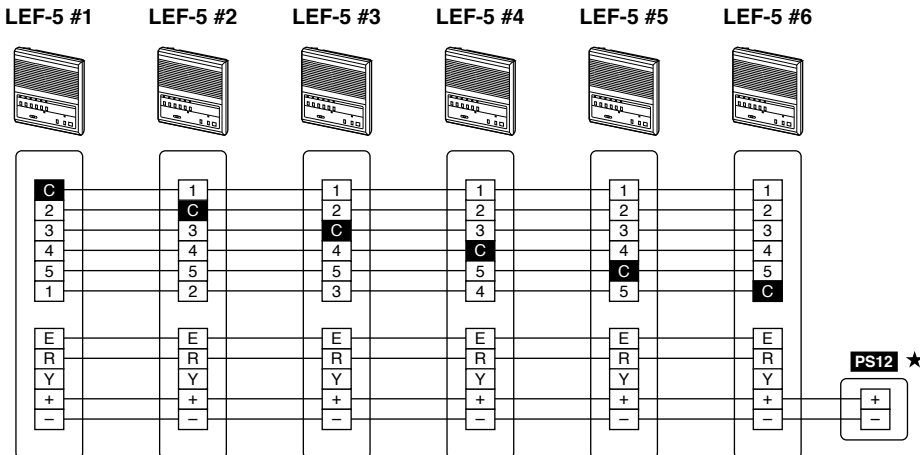 LEF-5 #1 LEF-5 #2 LEF-5 #3 LEF-5 #4 LEF-5 #5 LEF-5 #6
C 1 1 1 1 1
2 C 2 2 2 2
3 3 C 3 3 3
4 4 4 C 4 4
5 5 5 5 C 5
1 2 3 4 5 C
E E E E E E
R R R R R R PS12 ★
Y Y Y Y Y Y
+ + + + + + +
– – – – – – –